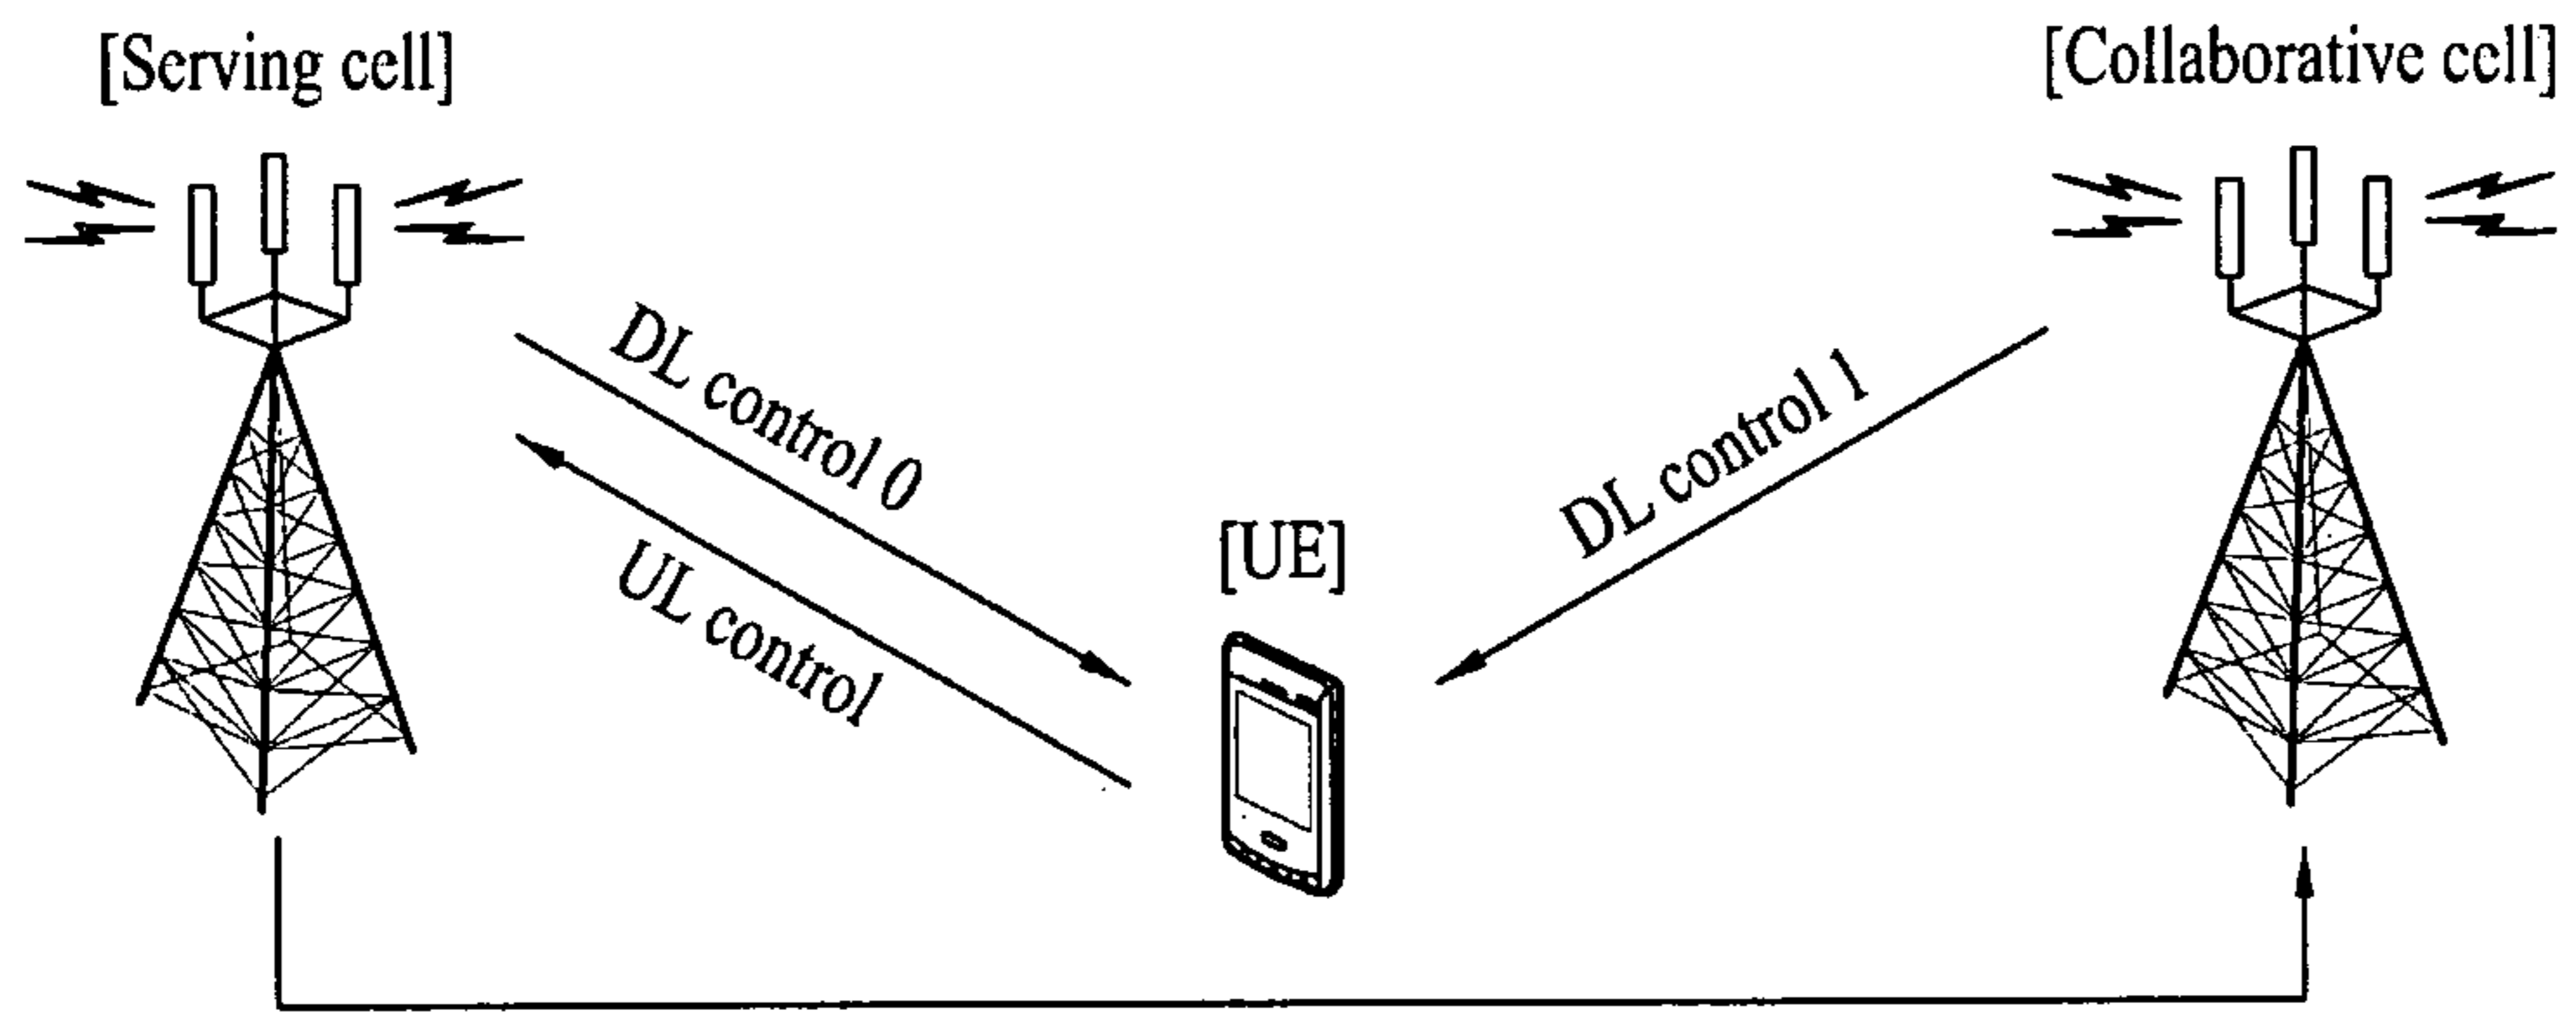 [Serving cell]
[Collaborative cell]
DL control 0
UL control
[UE]
DL control 1